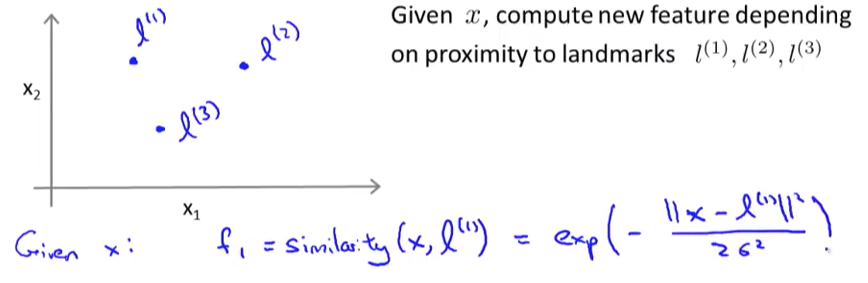 Given x, compute new feature depending
on proximity to landmarks l⁽¹⁾, l⁽²⁾, l⁽³⁾
l⁽¹⁾
l⁽²⁾
x₂
l⁽³⁾
x₁
Given x: f₁ = similarity(x, l⁽¹⁾) = exp(- ||x - l⁽¹⁾||² / 2σ²)